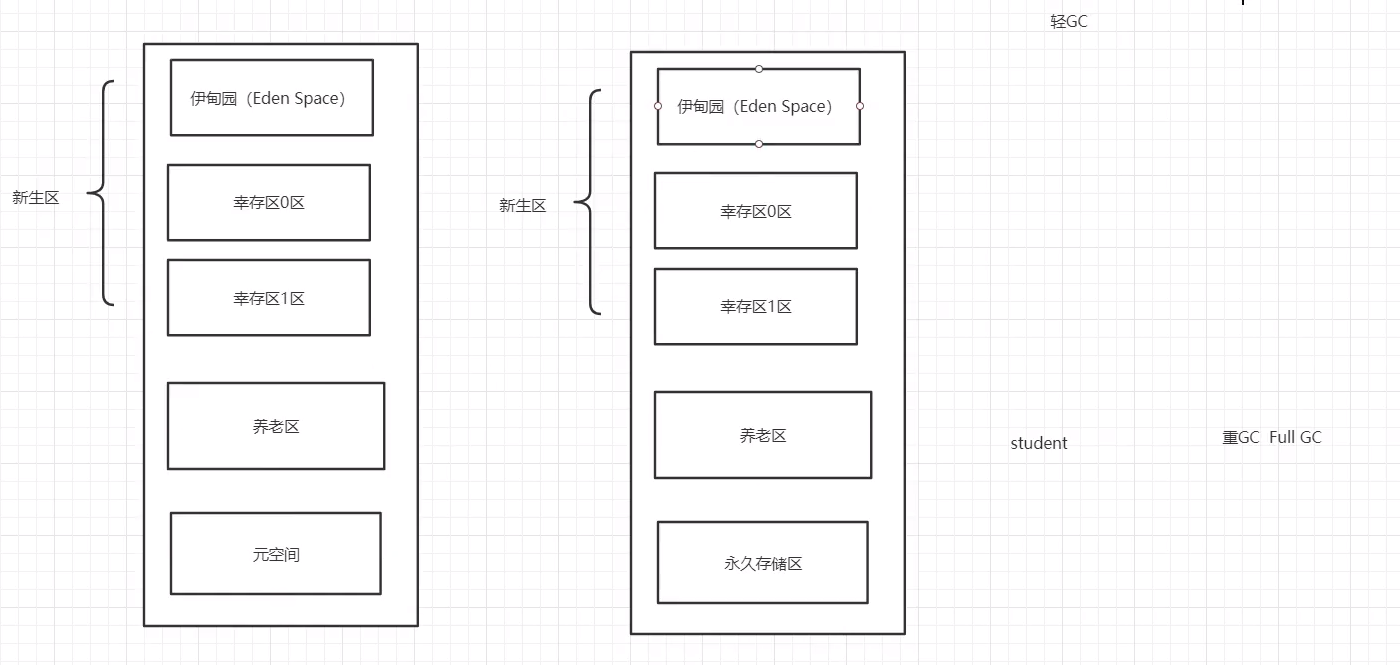 轻GC
伊甸园（Eden Space）
幸存区0区
新生区
幸存区1区
养老区
元空间
伊甸园（Eden Space）
幸存区0区
新生区
幸存区1区
养老区
永久存储区
student
重GC  Full GC